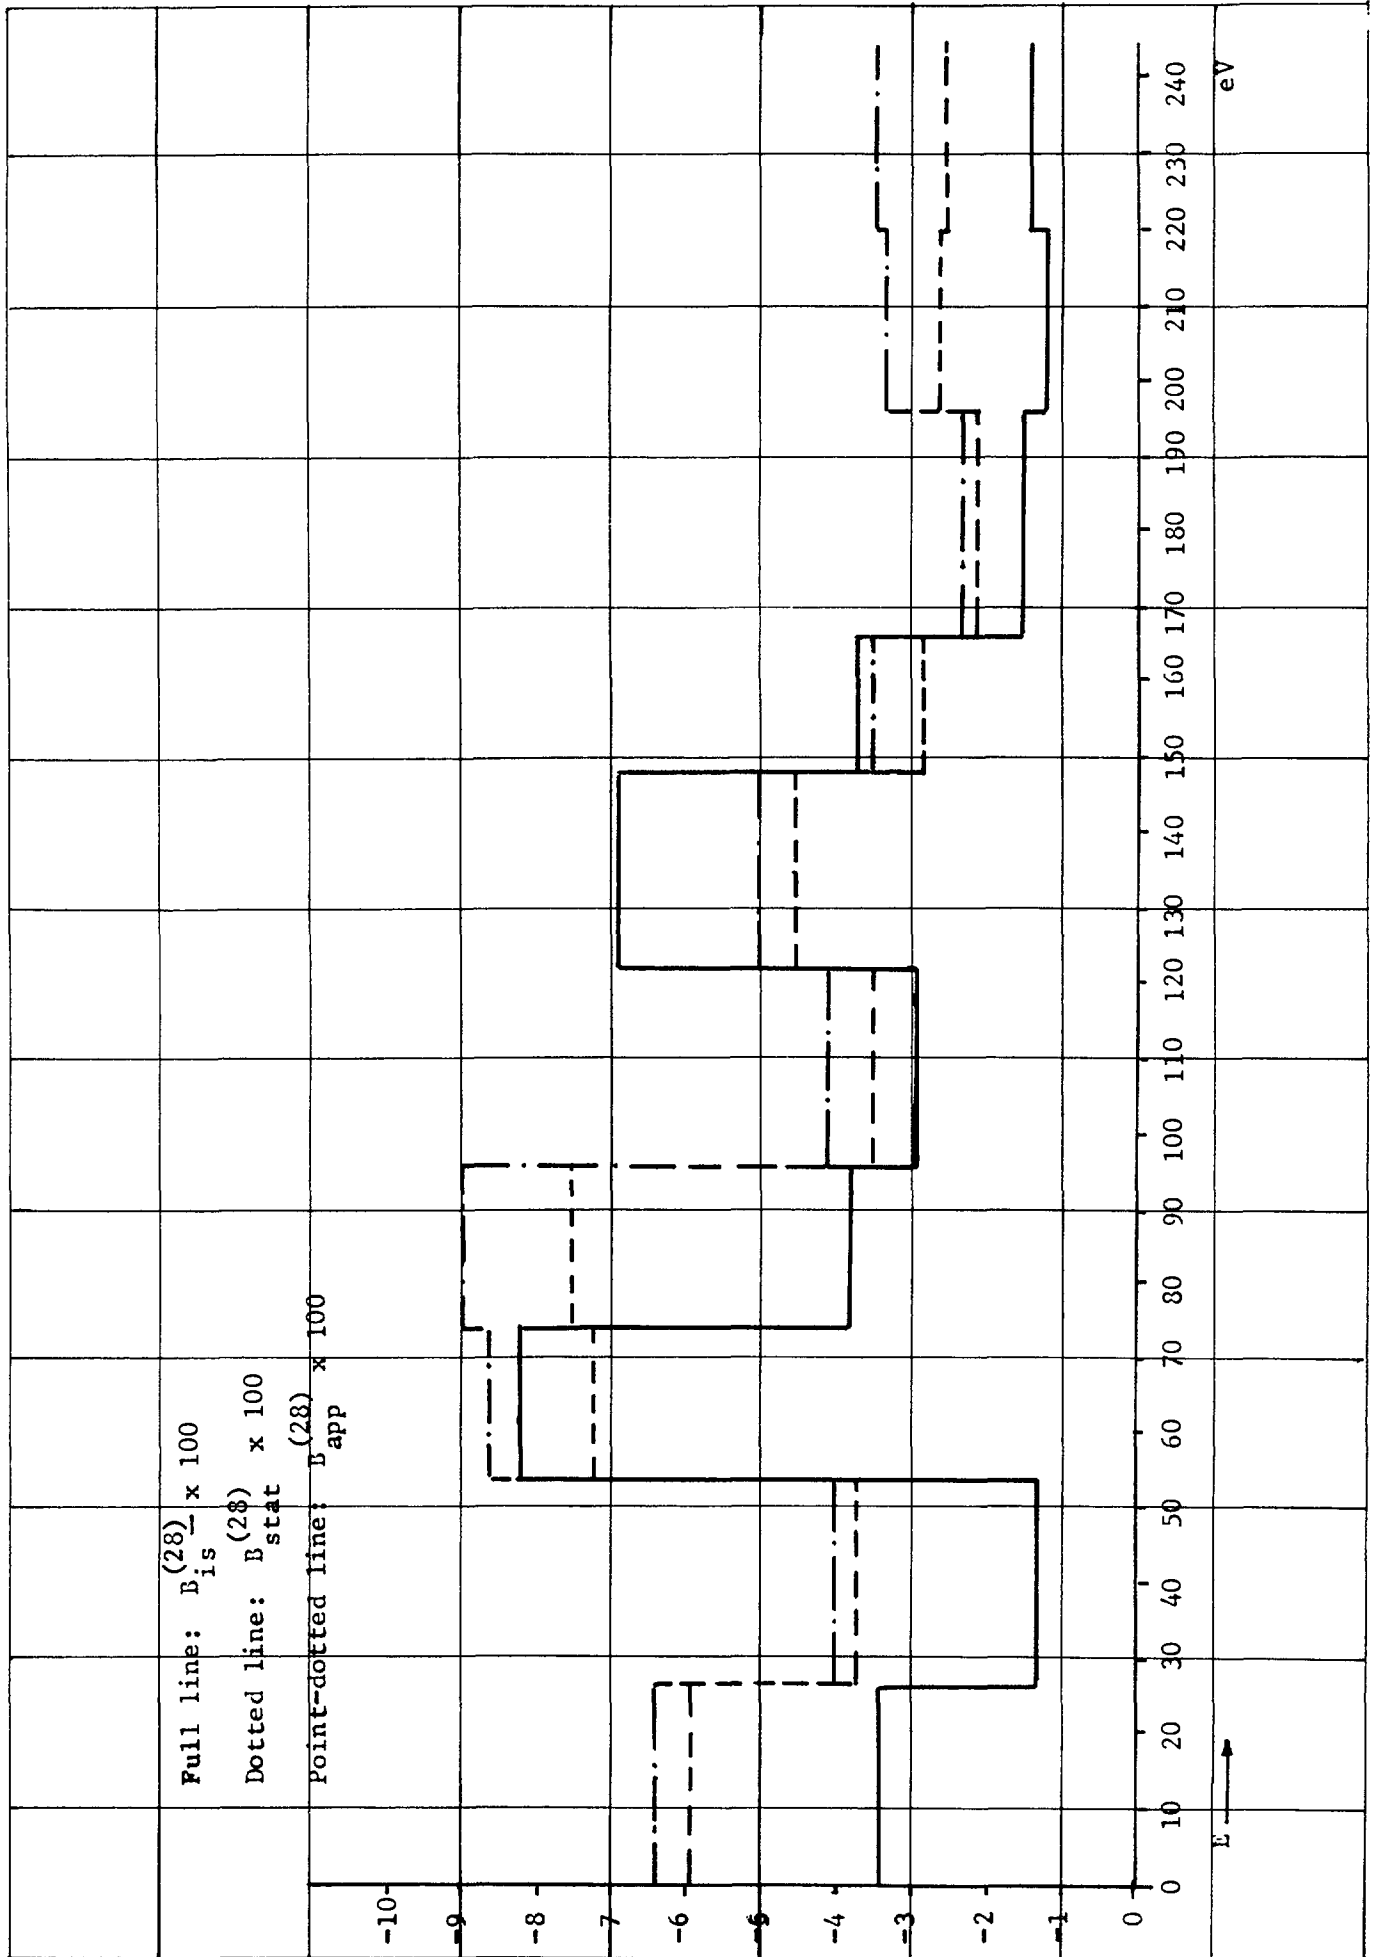 Full line: B is (28) x 100
Dotted line: B stat (28) x 100
Point-dotted line: B app (28) x 100
-10
-9
-8
-7
-6
-5
-4
-3
-2
-1
0
0 10 20 30 40 50 60 70 80 90 100 110 120 130 140 150 160 170 180 190 200 210 220 230 240
E → eV